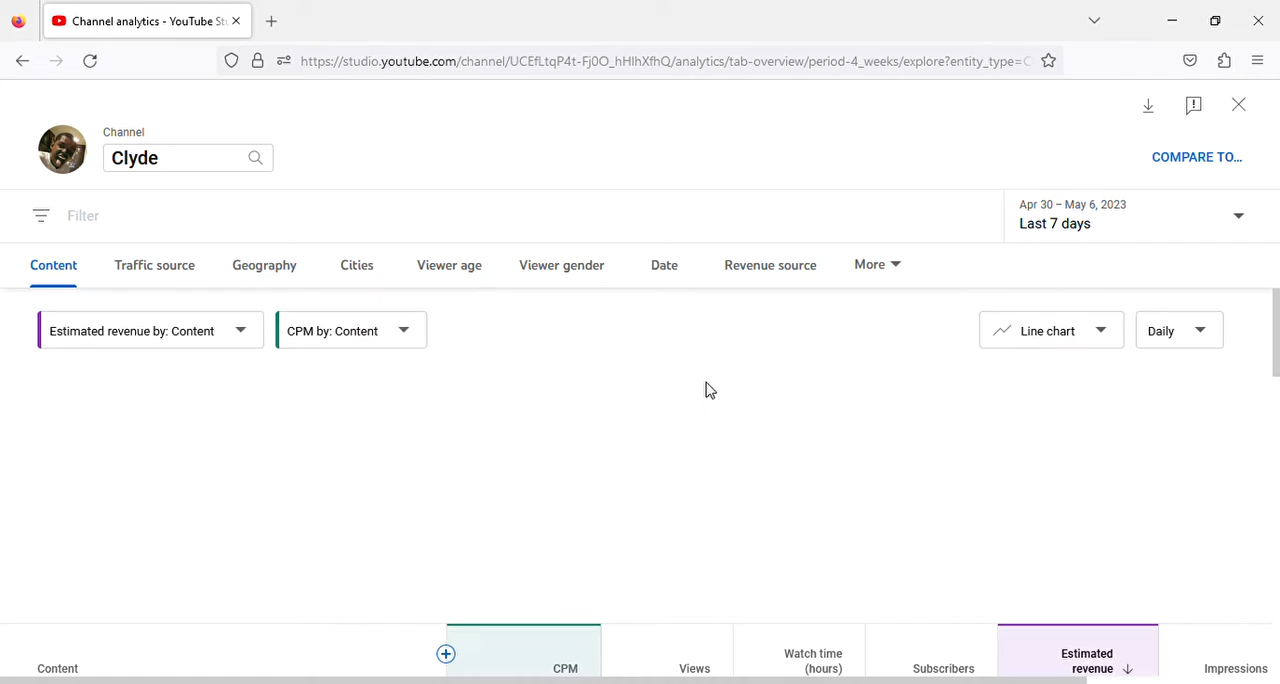 Channel analytics - YouTube Stu
https://studio.youtube.com/channel/UCEfLtqP4t-Fj0O_hHlhXfhQ/analytics/tab-overview/period-4_weeks/explore?entity_type=C
Channel
Clyde
COMPARE TO...
Filter
Apr 30 – May 6, 2023
Last 7 days
Content Traffic source Geography Cities Viewer age Viewer gender Date Revenue source More
Estimated revenue by: Content CPM by: Content Line chart Daily
Content CPM Views Watch time (hours) Subscribers Estimated revenue Impressions